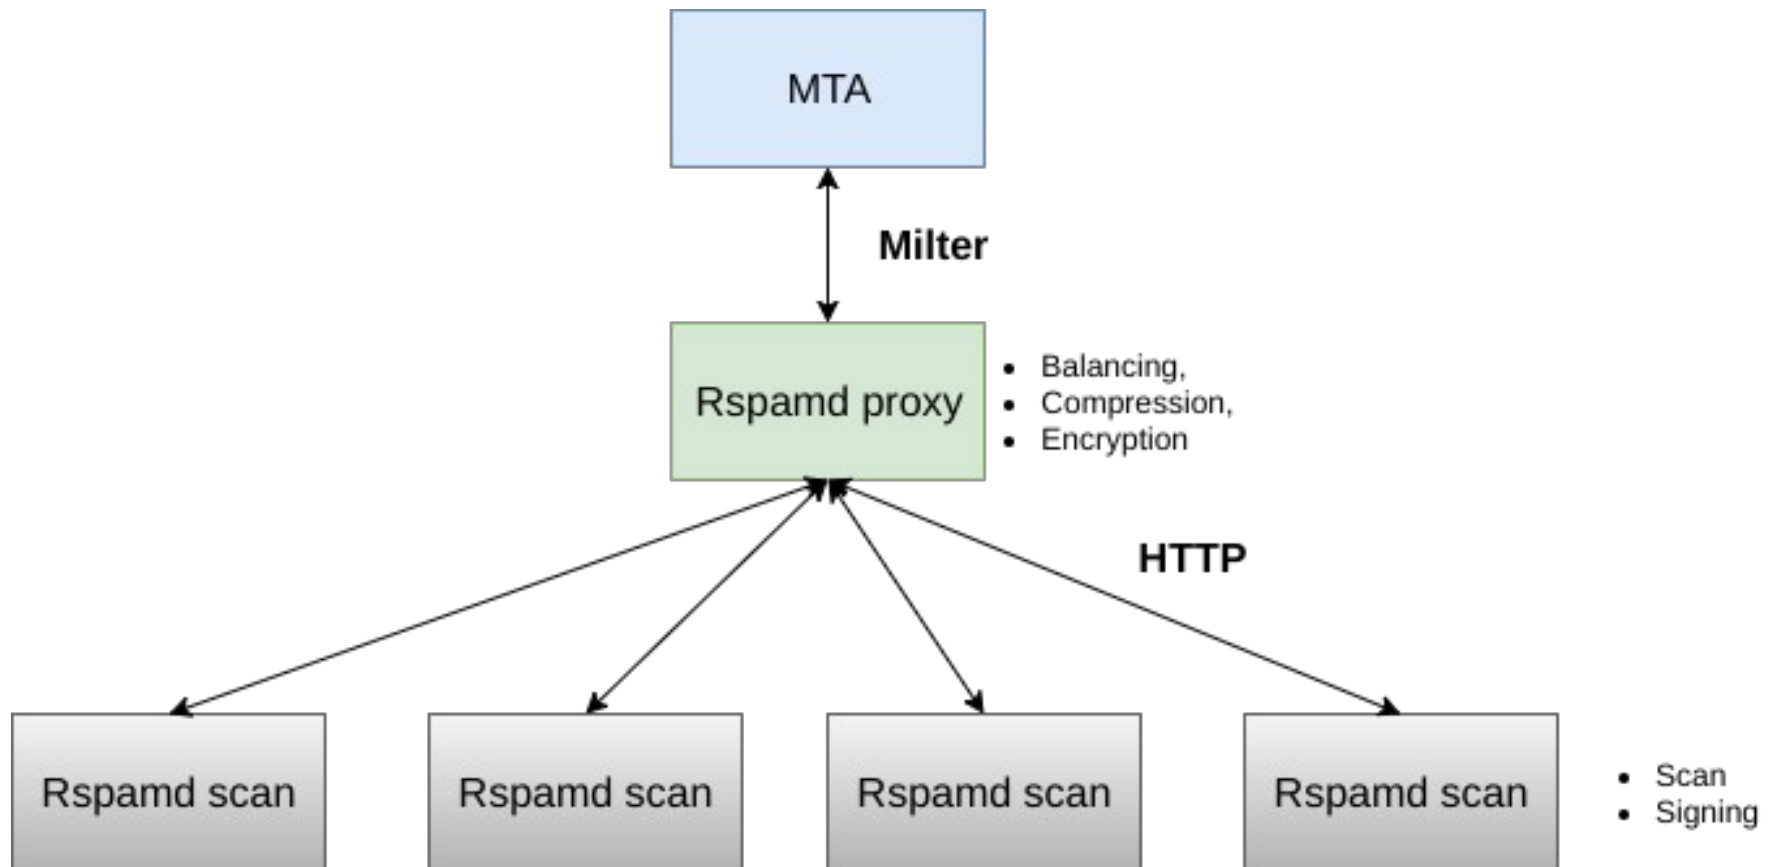 MTA
Milter
Rspamd proxy
Balancing,
Compression,
Encryption
HTTP
Rspamd scan
Rspamd scan
Rspamd scan
Rspamd scan
Scan
Signing